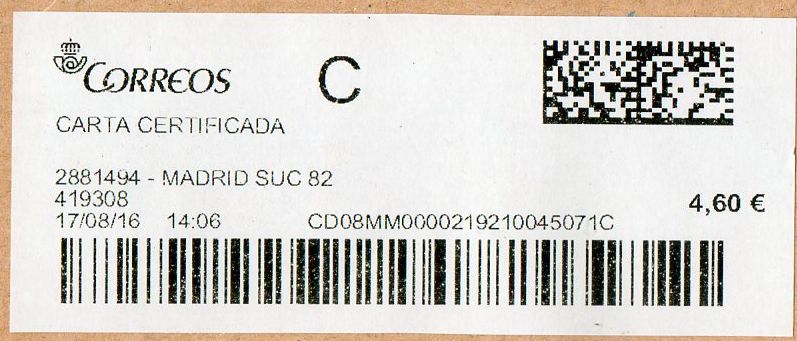 CORREOS
C
CARTA CERTIFICADA
2881494 - MADRID SUC 82
419308
4,60 €
17/08/16 14:06 CD08MM0000219210045071C